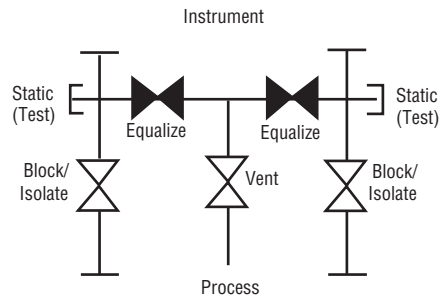 Instrument
Static
(Test)
Equalize
Equalize
Static
(Test)
Block/
Isolate
Vent
Block/
Isolate
Process